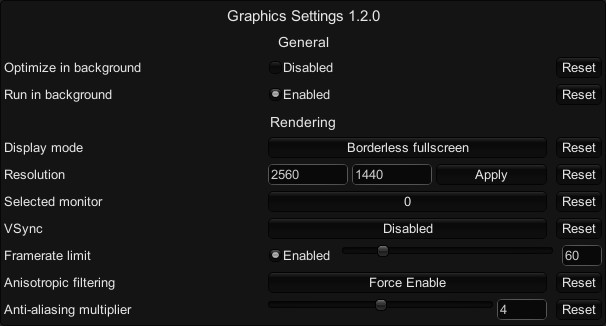 Graphics Settings 1.2.0
General
Optimize in background Disabled Reset
Run in background Enabled Reset
Rendering
Display mode Borderless fullscreen Reset
Resolution 2560 1440 Apply Reset
Selected monitor 0 Reset
VSync Disabled Reset
Framerate limit Enabled 60 Reset
Anisotropic filtering Force Enable Reset
Anti-aliasing multiplier 4 Reset